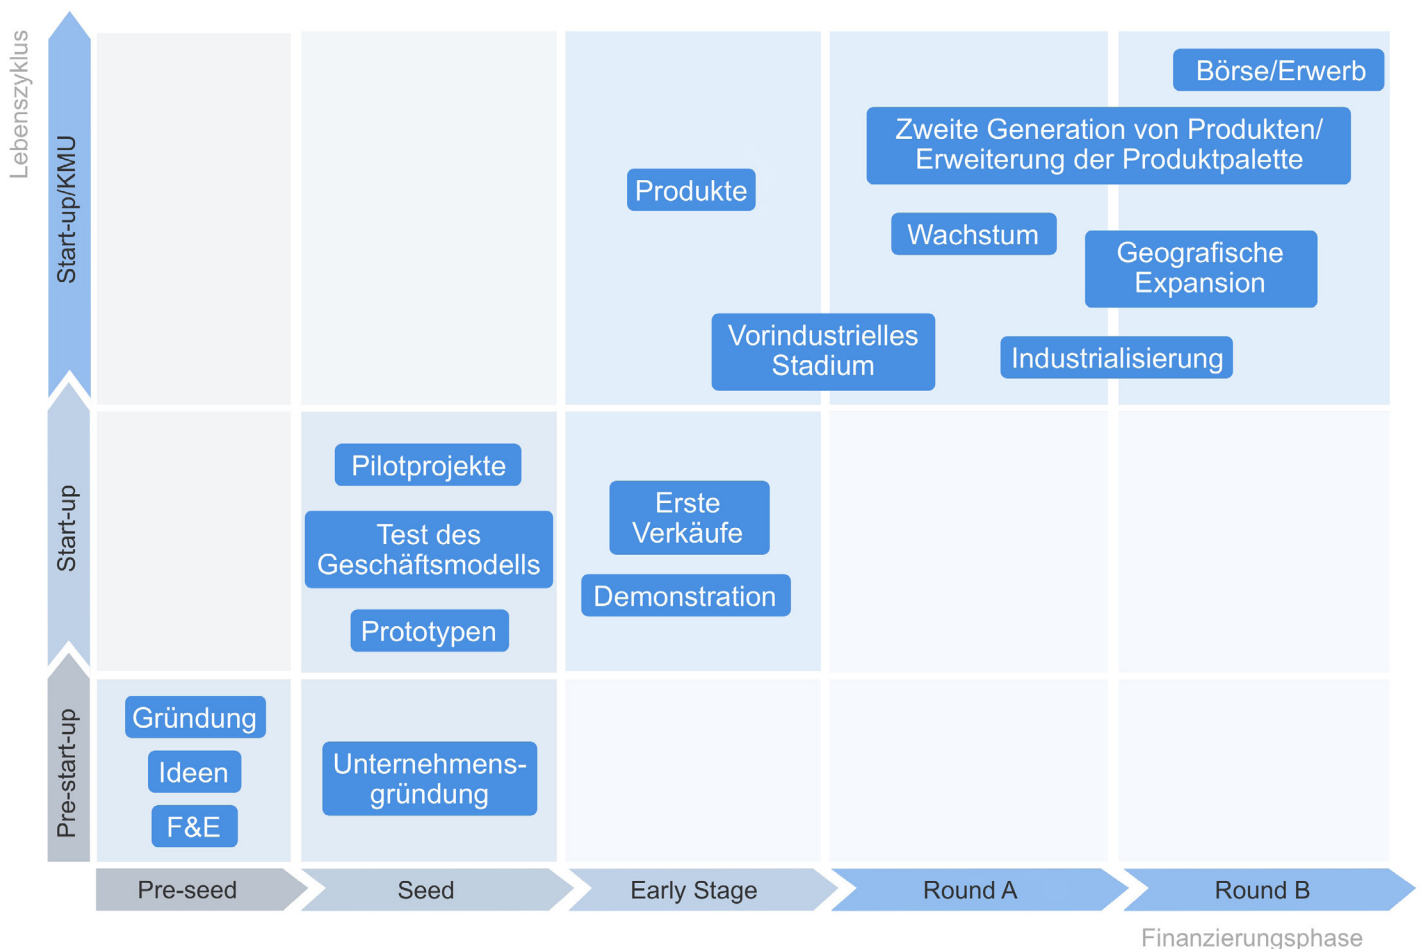 Lebenszyklus
Start-up/KMU
Start-up
Pre-start-up
Börse/Erwerb
Zweite Generation von Produkten/
Erweiterung der Produktpalette
Produkte
Wachstum
Geografische
Expansion
Vorindustrielles
Stadium
Industrialisierung
Pilotprojekte
Test des
Geschäftsmodells
Prototypen
Erste
Verkäufe
Demonstration
Gründung
Ideen
F&E
Unternehmens-
gründung
Pre-seed
Seed
Early Stage
Round A
Round B
Finanzierungsphase